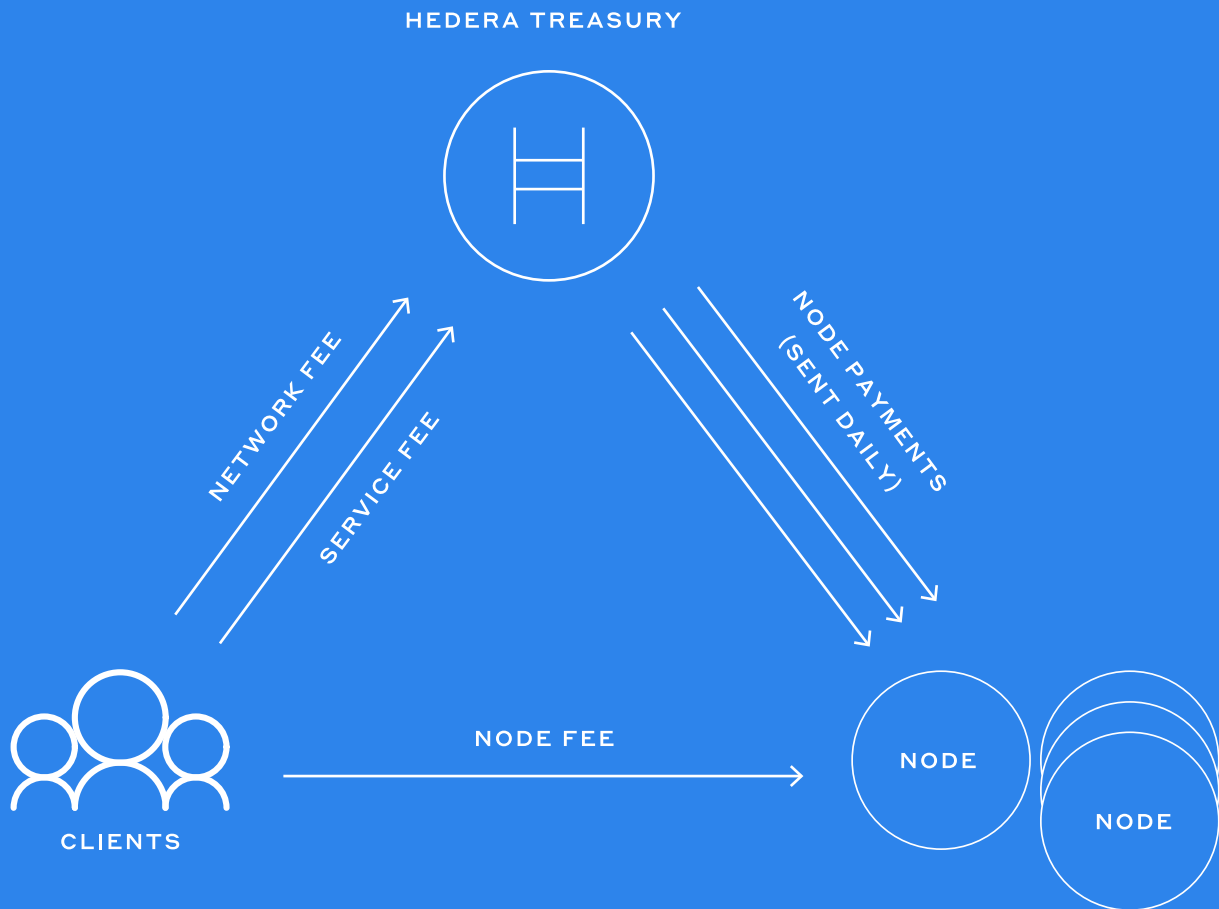 HEDERA TREASURY
NETWORK FEE
SERVICE FEE
NODE PAYMENTS
(SENT DAILY)
NODE FEE
NODE
NODE
CLIENTS